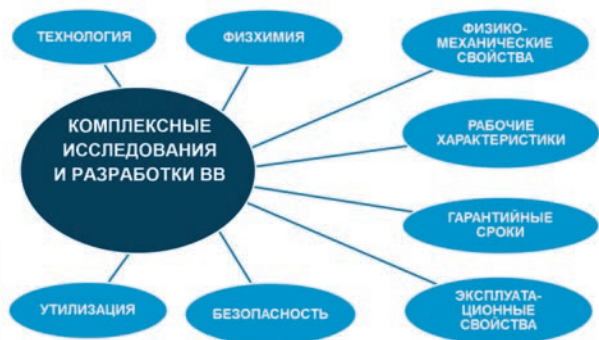 ТЕХНОЛОГИЯ
ФИЗХИМИЯ
ФИЗИКО-
МЕХАНИЧЕСКИЕ
СВОЙСТВА
КОМПЛЕКСНЫЕ
ИССЛЕДОВАНИЯ
И РАЗРАБОТКИ ВВ
РАБОЧИЕ
ХАРАКТЕРИСТИКИ
ГАРАНТИЙНЫЕ
СРОКИ
УТИЛИЗАЦИЯ
БЕЗОПАСНОСТЬ
ЭКСПЛУАТА-
ЦИОННЫЕ
СВОЙСТВА